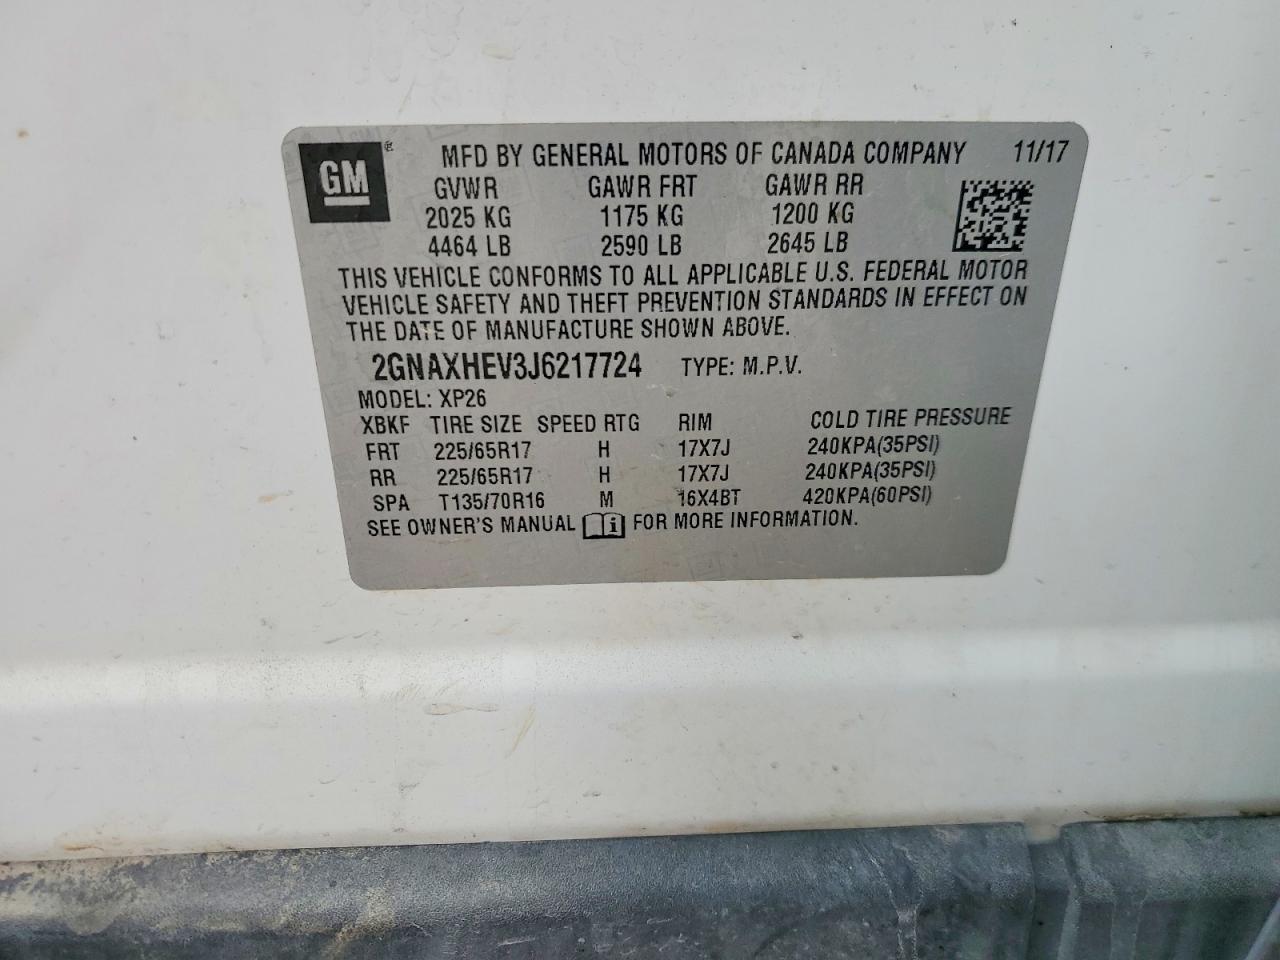 GM ® MFD BY GENERAL MOTORS OF CANADA COMPANY 11/17
GVWR GAWR FRT GAWR RR
2025 KG 1175 KG 1200 KG
4464 LB 2590 LB 2645 LB
THIS VEHICLE CONFORMS TO ALL APPLICABLE U.S. FEDERAL MOTOR
VEHICLE SAFETY AND THEFT PREVENTION STANDARDS IN EFFECT ON
THE DATE OF MANUFACTURE SHOWN ABOVE.
2GNAXHEV3J6217724 TYPE: M.P.V.
MODEL: XP26
XBKF TIRE SIZE SPEED RTG RIM COLD TIRE PRESSURE
FRT 225/65R17 H 17X7J 240KPA(35PSI)
RR 225/65R17 H 17X7J 240KPA(35PSI)
SPA T135/70R16 M 16X4BT 420KPA(60PSI)
SEE OWNER'S MANUAL i FOR MORE INFORMATION.